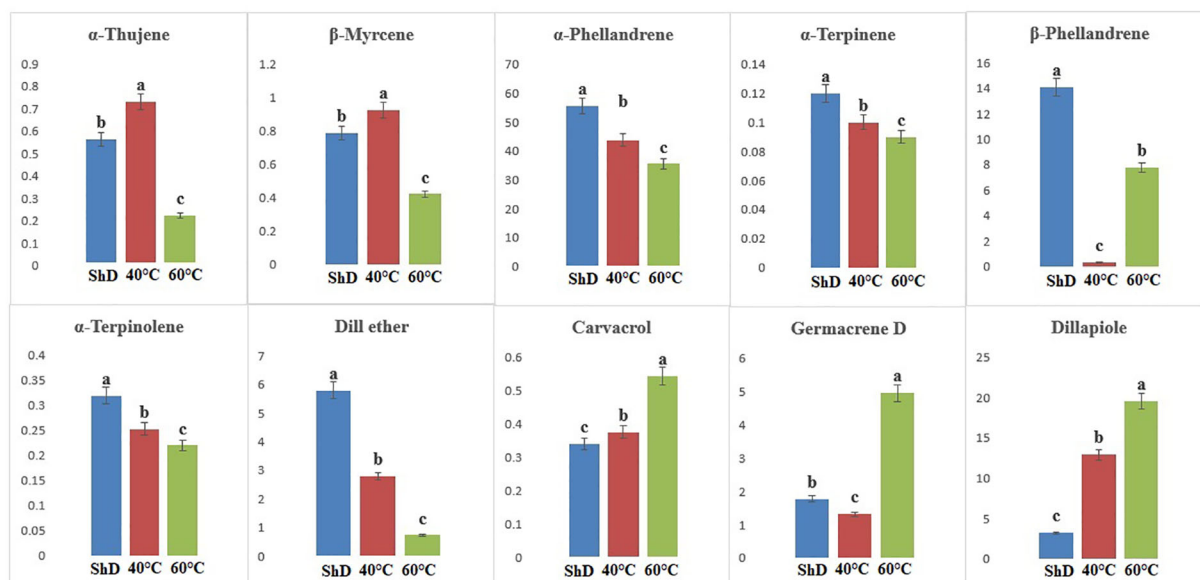 α-Thujene
0.9
0.8
0.7
0.6
0.5
0.4
0.3
0.2
0.1
0
b
a
c
ShD 40°C 60°C
β-Myrcene
1.2
1
0.8
0.6
0.4
0.2
0
b
a
c
ShD 40°C 60°C
α-Phellandrene
70
60
50
40
30
20
10
0
a
b
c
ShD 40°C 60°C
α-Terpinene
0.14
0.12
0.1
0.08
0.06
0.04
0.02
0
a
b
c
ShD 40°C 60°C
β-Phellandrene
16
14
12
10
8
6
4
2
0
a
c
b
ShD 40°C 60°C
α-Terpinolene
0.4
0.35
0.3
0.25
0.2
0.15
0.1
0.05
0
a
b
c
ShD 40°C 60°C
Dill ether
7
6
5
4
3
2
1
0
a
b
c
ShD 40°C 60°C
Carvacrol
0.6
0.5
0.4
0.3
0.2
0.1
0
c
b
a
ShD 40°C 60°C
Germacrene D
6
5
4
3
2
1
0
b
c
a
ShD 40°C 60°C
Dillapiole
25
20
15
10
5
0
c
b
a
ShD 40°C 60°C